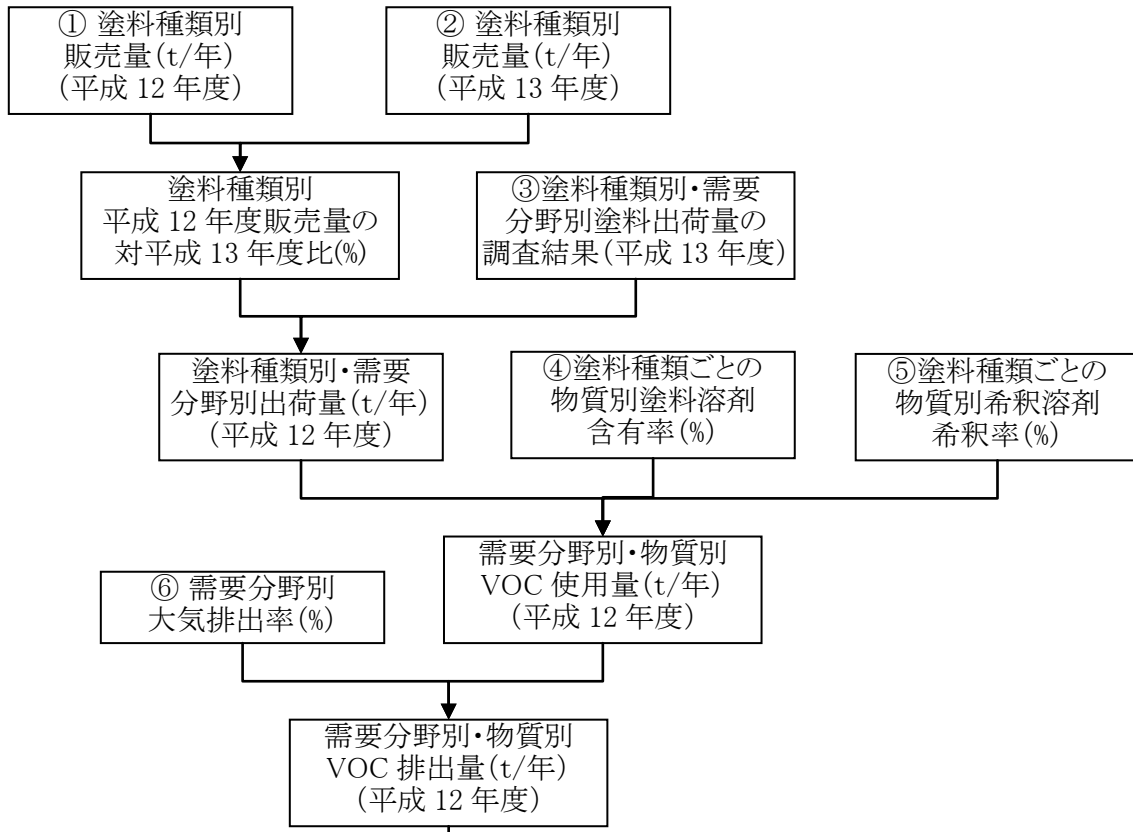 ① 塗料種類別
販売量(t/年)
(平成 12 年度)
② 塗料種類別
販売量(t/年)
(平成 13 年度)
塗料種類別
平成 12 年度販売量の
対平成 13 年度比(%)
③塗料種類別・需要
分野別塗料出荷量の
調査結果(平成 13 年度)
塗料種類別・需要
分野別出荷量(t/年)
(平成 12 年度)
④塗料種類ごとの
物質別塗料溶剤
含有率(%)
⑤塗料種類ごとの
物質別希釈溶剤
希釈率(%)
⑥ 需要分野別
大気排出率(%)
需要分野別・物質別
VOC 使用量(t/年)
(平成 12 年度)
需要分野別・物質別
VOC 排出量(t/年)
(平成 12 年度)